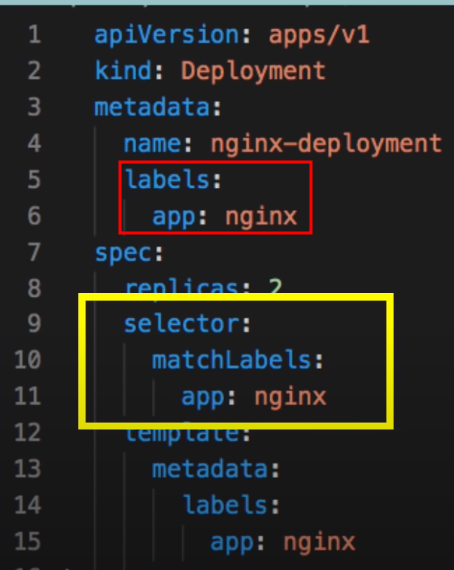 1 apiVersion: apps/v1
2 kind: Deployment
3 metadata:
4   name: nginx-deployment
5   labels:
6     app: nginx
7 spec:
8   replicas: 2
9   selector:
10     matchLabels:
11       app: nginx
12   template:
13     metadata:
14       labels:
15         app: nginx